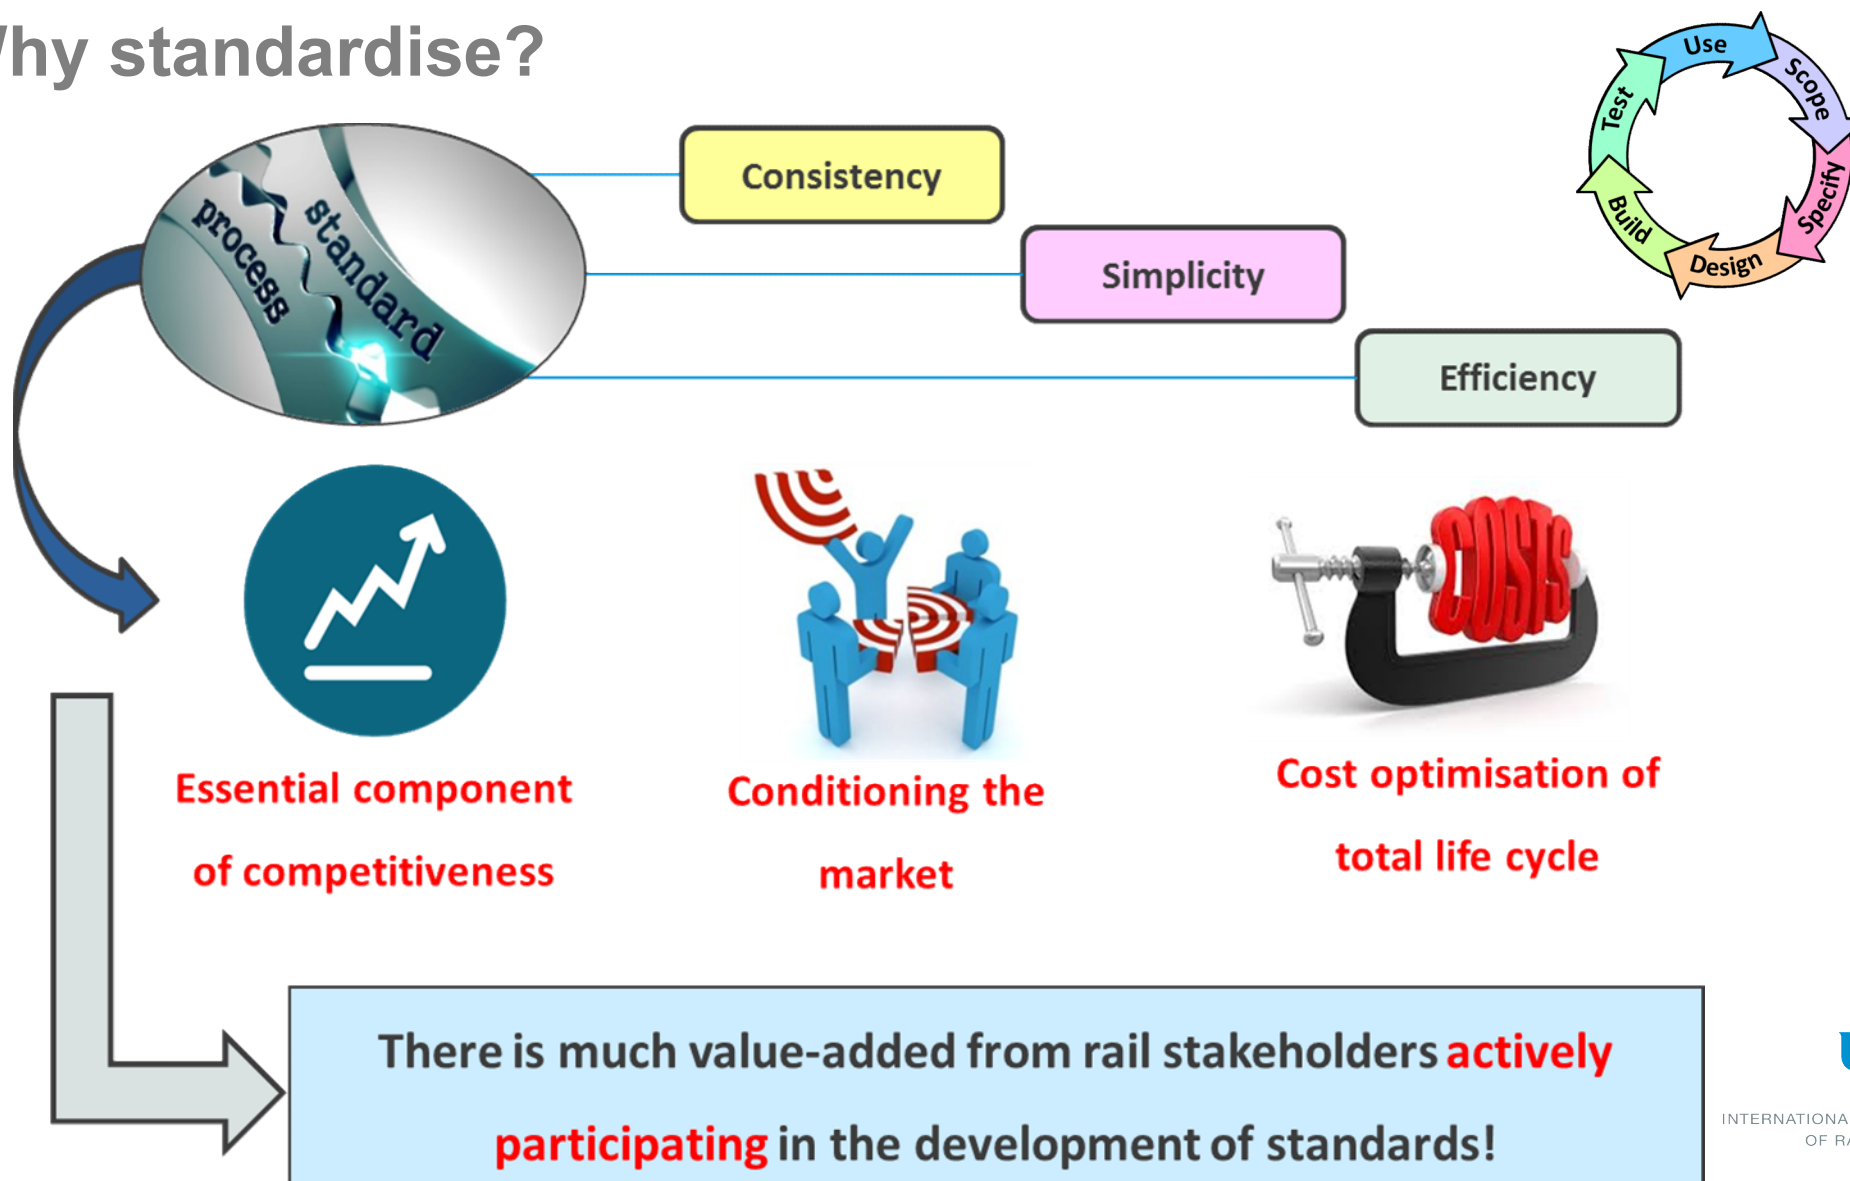 Why standardise?
Use
Scope
Specify
Design
Build
Test
process
standard
Consistency
Simplicity
Efficiency
COSTS
Essential component
of competitiveness
Conditioning the
market
Cost optimisation of
total life cycle
There is much value-added from rail stakeholders actively
participating in the development of standards!
INTERNATIONA
OF RA